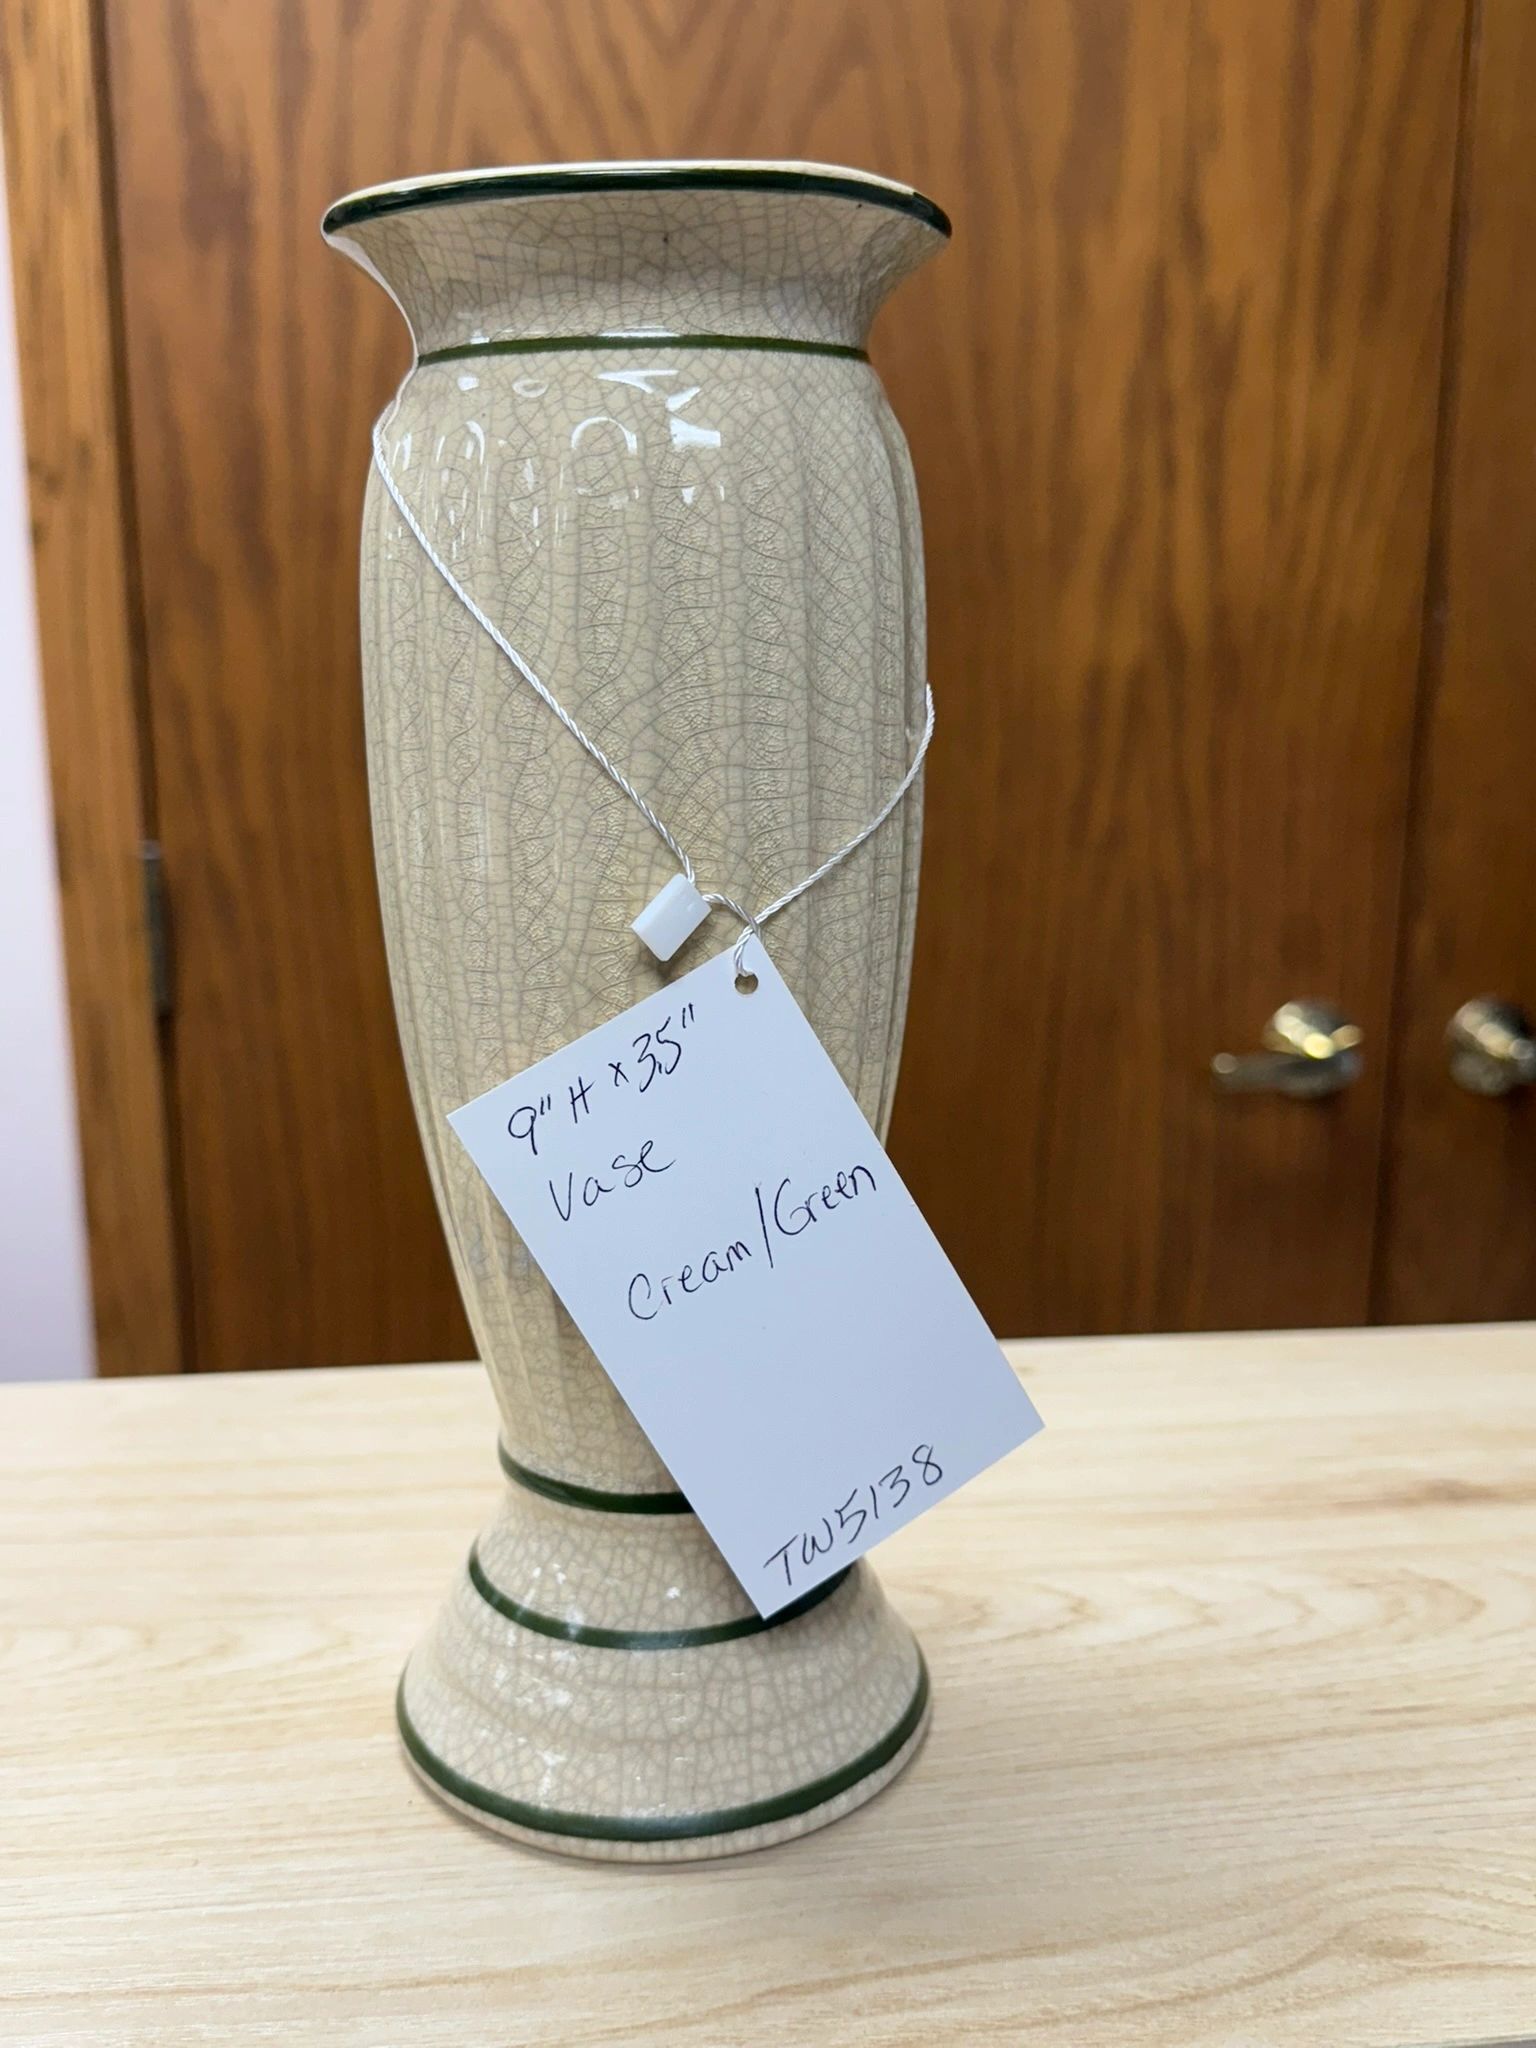 9" H x 3.5"
Vase
Cream/Green
TW5138